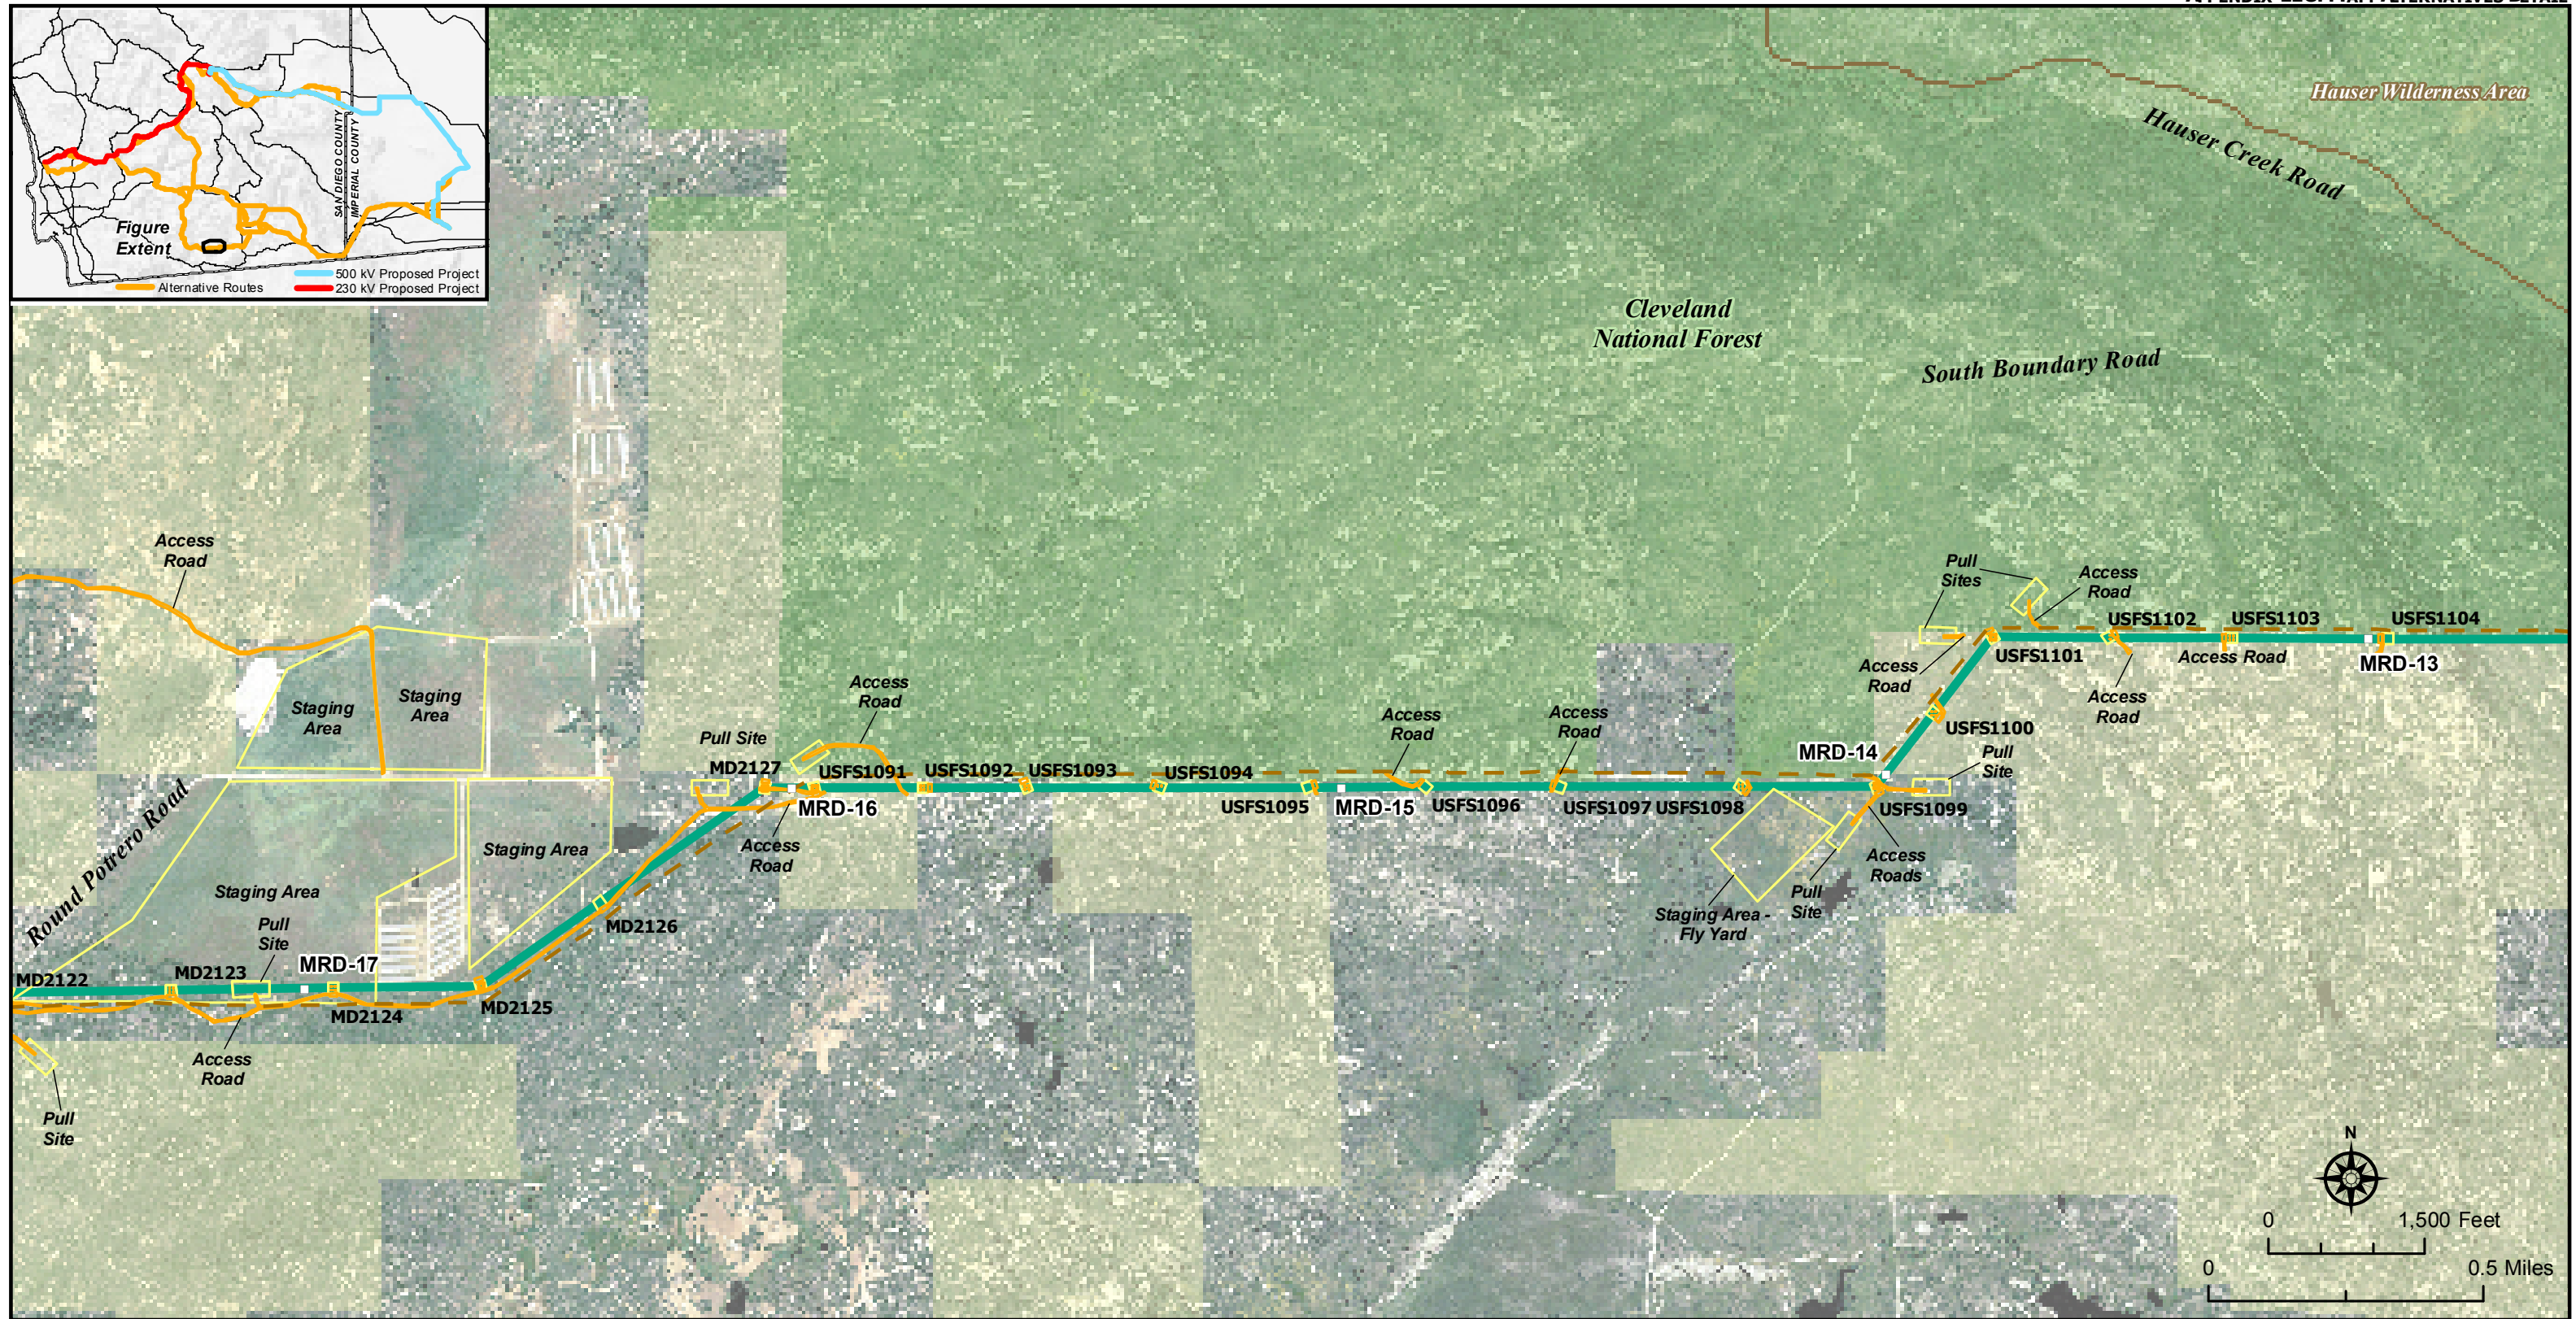 Hauser Wilderness Area
Hauser Creek Road
SAN DIEGO COUNTY
IMPERIAL COUNTY
Figure
Extent
500 kV Proposed Project
Alternative Routes
230 kV Proposed Project
Cleveland
National Forest
South Boundary Road
Access
Road
Pull
Sites
Access
Road
USFS1102
USFS1103
USFS1104
USFS1101
Access Road
MRD-13
Access
Road
Access
Road
Staging
Area
Staging
Area
Access
Road
Access
Road
Access
Road
USFS1100
Pull Site
MRD-14
Pull
Site
MD2127
USFS1091
USFS1092
USFS1093
USFS1094
USFS1095
MRD-16
MRD-15
USFS1096
USFS1097
USFS1098
USFS1099
Round Potrero Road
Staging Area
Access
Road
Access
Roads
Staging Area
Pull
Site
Staging Area -
Fly Yard
Pull
Site
MD2126
MRD-17
MD2122
MD2123
MD2124
MD2125
Access
Road
Pull
Site
N
0
1,500 Feet
0
0.5 Miles